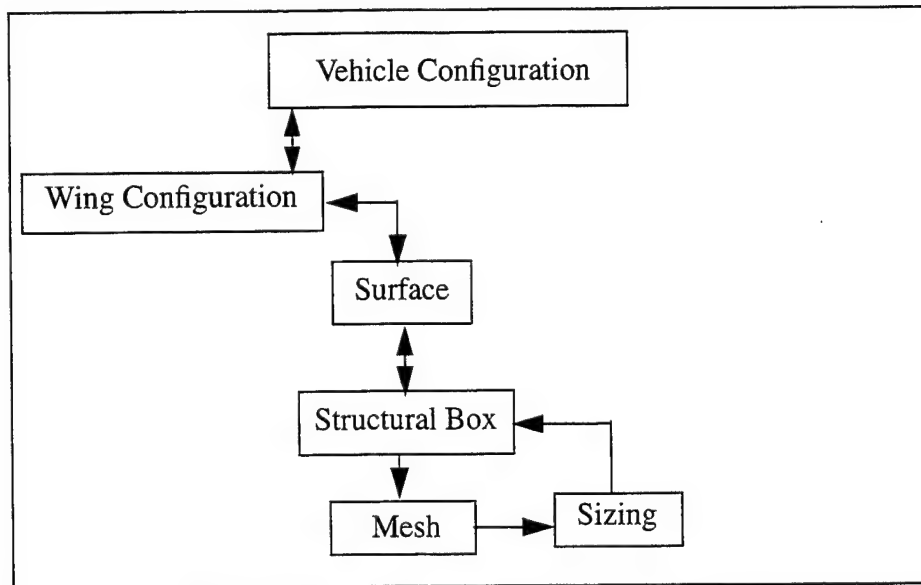 Vehicle Configuration
Wing Configuration
Surface
Structural Box
Mesh
Sizing